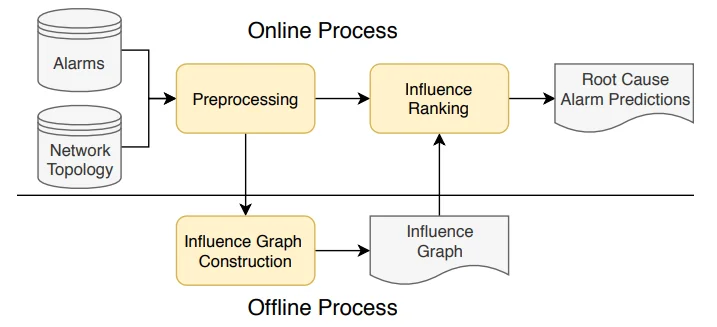 Online Process
Alarms
Network
Topology
Preprocessing
Influence
Ranking
Root Cause
Alarm Predictions
Influence Graph
Construction
Influence
Graph
Offline Process